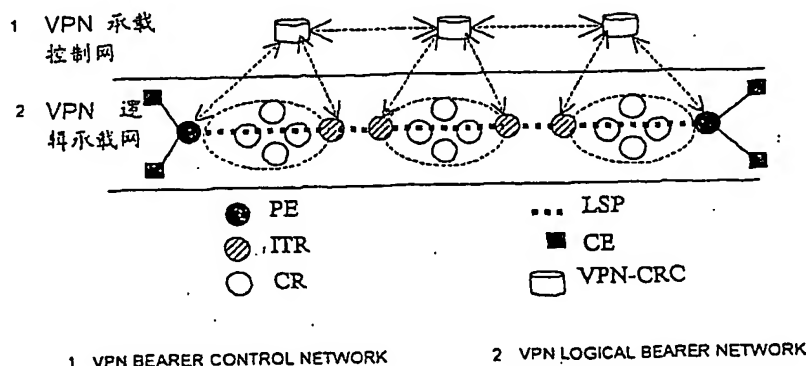 1 VPN 承载
控制网
2 VPN 逻
辑承载网
PE
LSP
ITR
CE
CR
VPN-CRC
1 VPN BEARER CONTROL NETWORK
2 VPN LOGICAL BEARER NETWORK